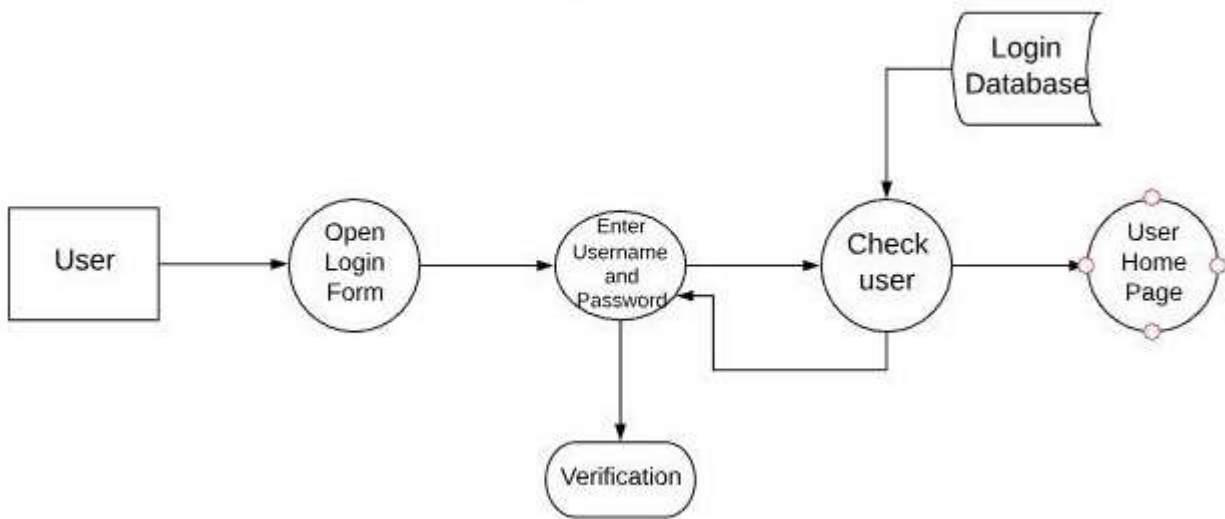 Login
Database
User
Open
Login
Form
Enter
Username
and
Password
Check
user
User
Home
Page
Verification